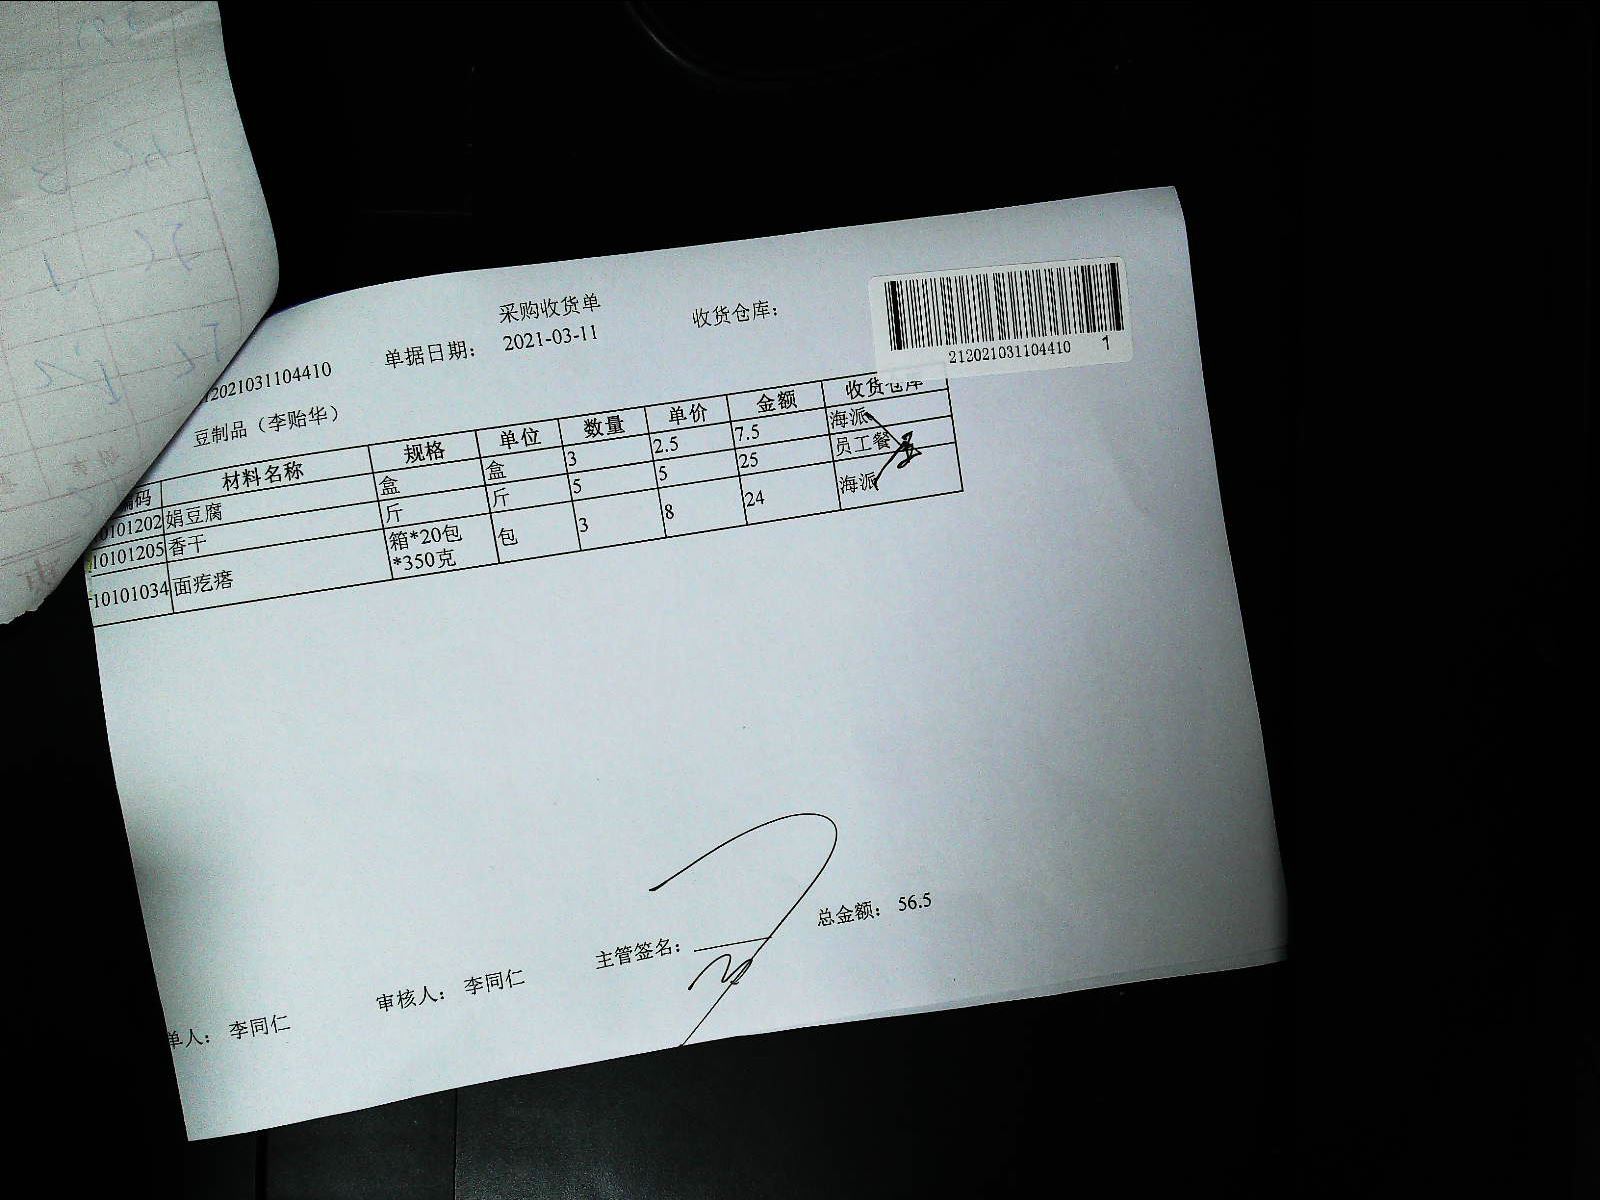 采购收货单
12021031104410 单据日期： 2021-03-11 收货仓库：
212021031104410 1
豆制品（李贻华）
编码 材料名称 规格 单位 数量 单价 金额 收货仓库
0101202 娟豆腐 盒 盒 3 2.5 7.5 海派
10101205 香干 斤 斤 5 5 25 员工餐
10101034 面疙瘩 箱*20包 包 3 8 24 海派
*350克
单人： 李同仁 审核人： 李同仁 主管签名： 总金额： 56.5